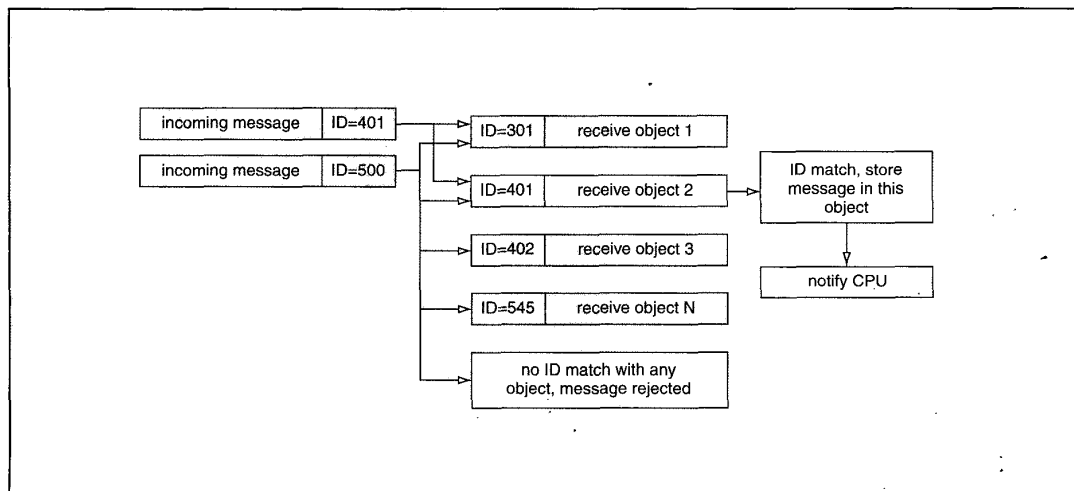 incoming message ID=401
incoming message ID=500
ID=301 receive object 1
ID=401 receive object 2
ID=402 receive object 3
ID=545 receive object N
no ID match with any
object, message rejected
ID match, store
message in this
object
notify CPU